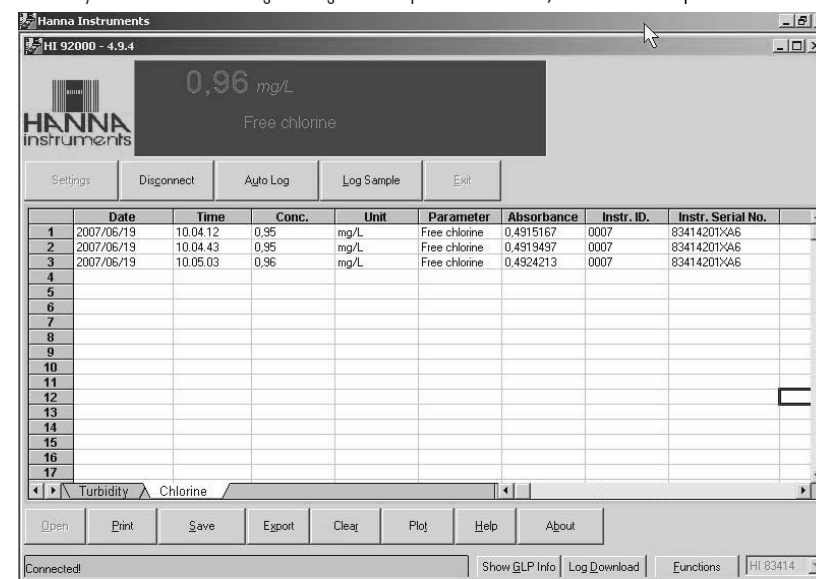 Hanna Instruments
HI 92000 - 4.9.4
0,96 mg/L
Free chlorine
HANNA
instruments
Settings Disconnect Auto Log Log Sample Exit
Date Time Conc. Unit Parameter Absorbance Instr. ID. Instr. Serial No.
1 2007/06/19 10.04.12 0,95 mg/L Free chlorine 0,4915167 0007 83414201XA6
2 2007/06/19 10.04.43 0,95 mg/L Free chlorine 0,4919497 0007 83414201XA6
3 2007/06/19 10.05.03 0,96 mg/L Free chlorine 0,4924213 0007 83414201XA6
4
5
6
7
8
9
10
11
12
13
14
15
16
17
Turbidity Chlorine
Open Print Save Export Clear Plot Help About
Connected! Show GLP Info Log Download Functions HI 83414